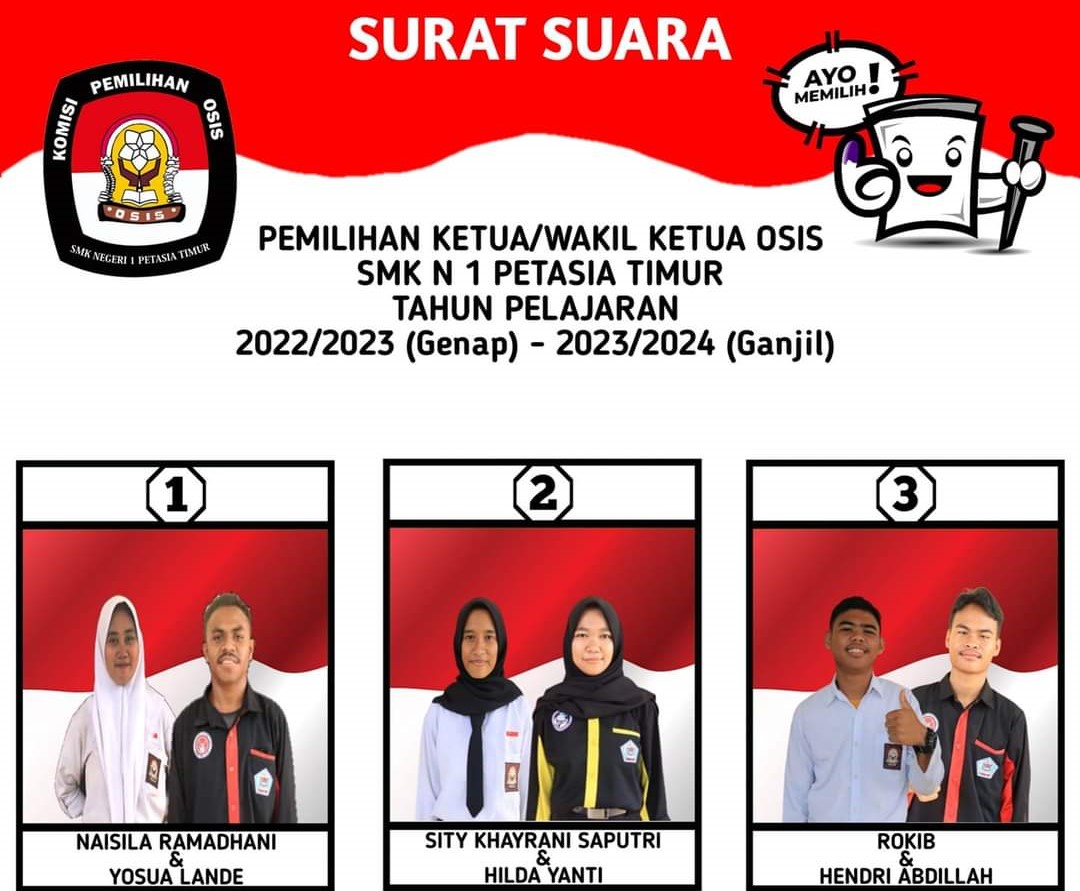 SURAT SUARA
KOMISI PEMILIHAN OSIS
OSIS
SMK NEGERI 1 PETASIA TIMUR
AYO
MEMILIH!
PEMILIHAN KETUA/WAKIL KETUA OSIS
SMK N 1 PETASIA TIMUR
TAHUN PELAJARAN
2022/2023 (Genap) - 2023/2024 (Ganjil)
1
NAISILA RAMADHANI
&
YOSUA LANDE
2
SITY KHAYRANI SAPUTRI
&
HILDA YANTI
3
ROKIB
&
HENDRI ABDILLAH